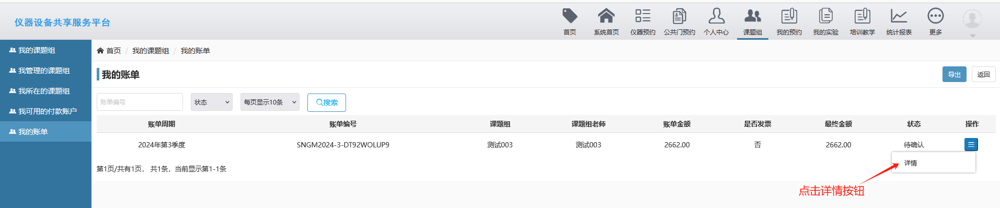 仪器设备共享服务平台
首页 系统首页 仪器预约 公共门预约 个人中心 课题组 我的预约 我的实验 培训教学 统计报表 更多
我的课题组
我管理的课题组
我所在的课题组
我可用的付款账户
我的账单
首页 / 我的课题组 / 我的账单
我的账单
导出 返回
账单编号 状态 每页显示10条 搜索
账单周期 账单编号 课题组 课题组老师 账单金额 是否发票 最终金额 状态 操作
2024年第3季度 SNGM2024-3-DT92WOLUP9 测试003 测试003 2662.00 否 2662.00 待确认
详情
第1页/共有1页， 共1条，当前显示第1-1条
点击详情按钮